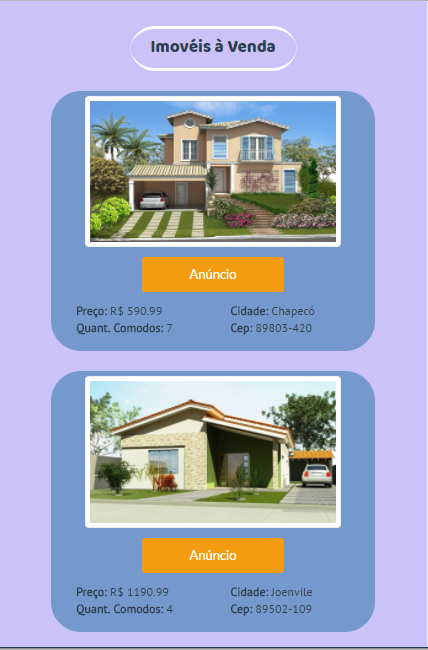 Imovéis à Venda
Anúncio
Preço: R$ 590.99 Cidade: Chapecó
Quant. Comodos: 7 Cep: 89803-420
Anúncio
Preço: R$ 1190.99 Cidade: Joenvile
Quant. Comodos: 4 Cep: 89502-109